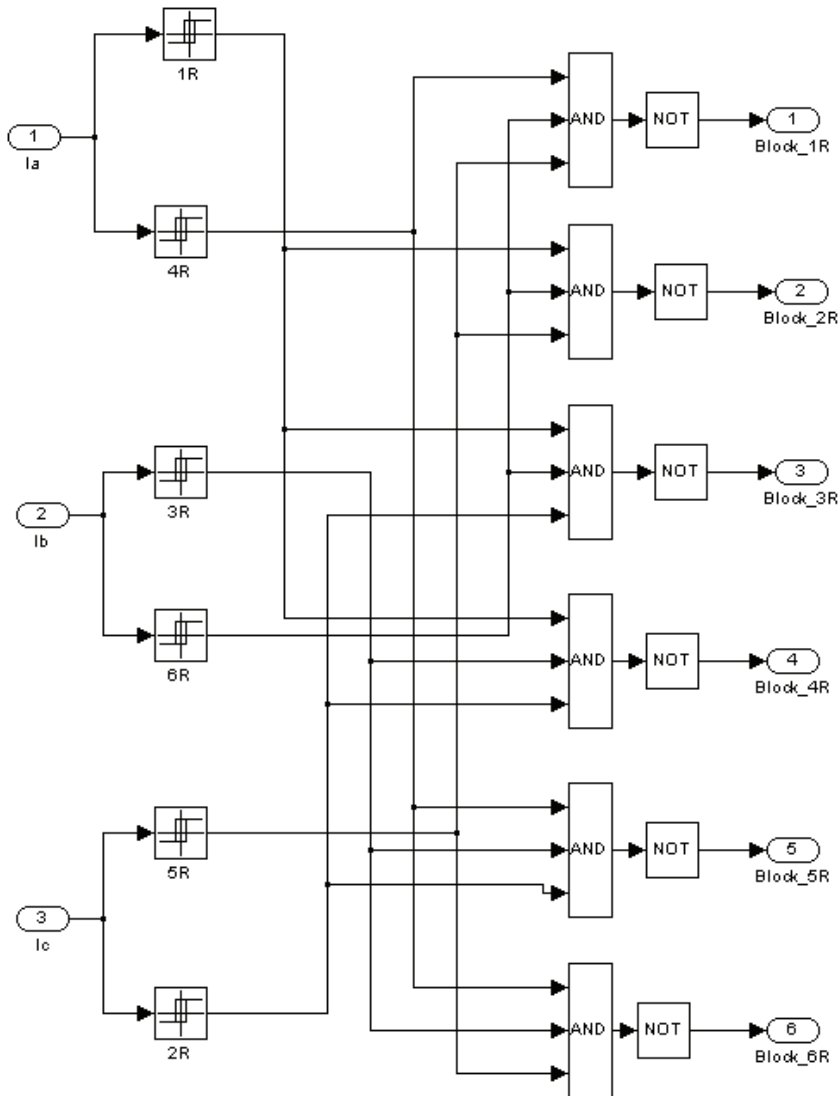 1R
1
Ia
AND
NOT
1
Block_1R
4R
AND
NOT
2
Block_2R
3R
AND
NOT
3
Block_3R
2
Ib
6R
AND
NOT
4
Block_4R
5R
AND
NOT
5
Block_5R
3
Ic
2R
AND
NOT
6
Block_6R